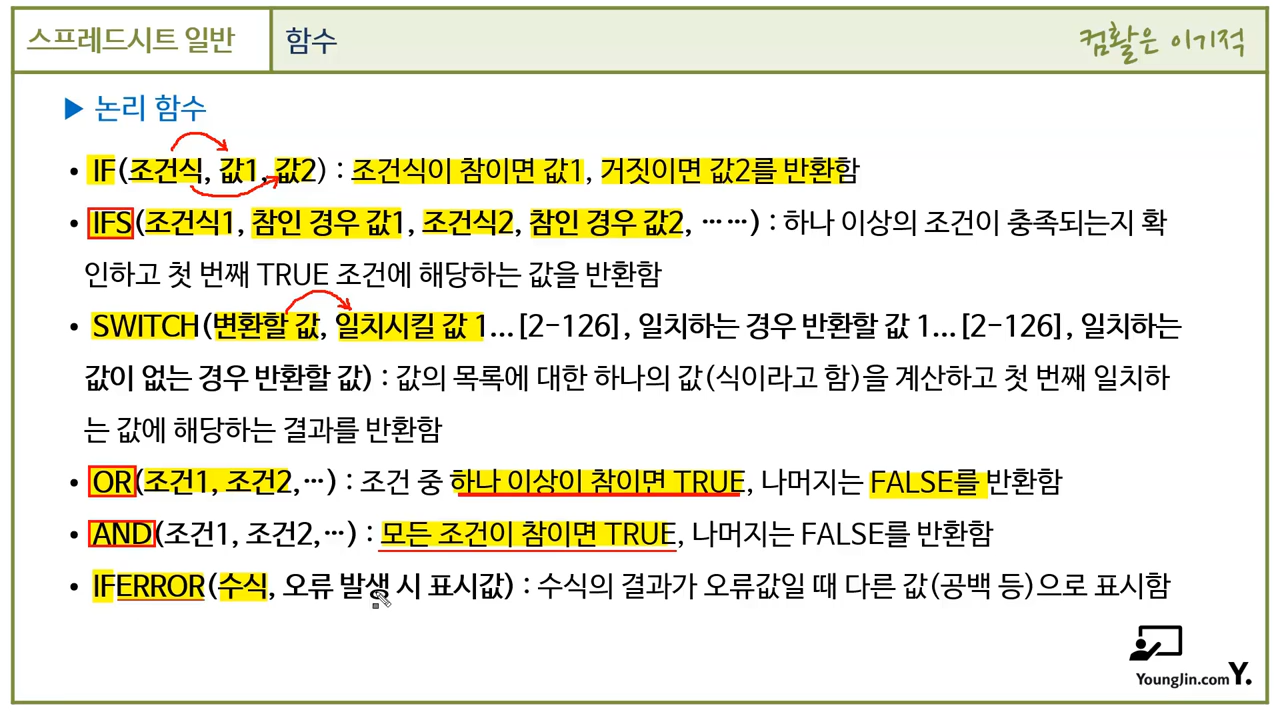 스프레드시트 일반
함수
컴활은 이기적
▶ 논리 함수
• IF(조건식, 값1, 값2) : 조건식이 참이면 값1, 거짓이면 값2를 반환함
• IFS(조건식1, 참인 경우 값1, 조건식2, 참인 경우 값2, ……) : 하나 이상의 조건이 충족되는지 확
인하고 첫 번째 TRUE 조건에 해당하는 값을 반환함
• SWITCH(변환할 값, 일치시킬 값 1...[2-126], 일치하는 경우 반환할 값 1...[2-126], 일치하는
값이 없는 경우 반환할 값) : 값의 목록에 대한 하나의 값(식이라고 함)을 계산하고 첫 번째 일치하
는 값에 해당하는 결과를 반환함
• OR(조건1, 조건2,…) : 조건 중 하나 이상이 참이면 TRUE, 나머지는 FALSE를 반환함
• AND(조건1, 조건2,…) : 모든 조건이 참이면 TRUE, 나머지는 FALSE를 반환함
• IFERROR(수식, 오류 발생 시 표시값) : 수식의 결과가 오류값일 때 다른 값(공백 등)으로 표시함
YoungJin.com Y.